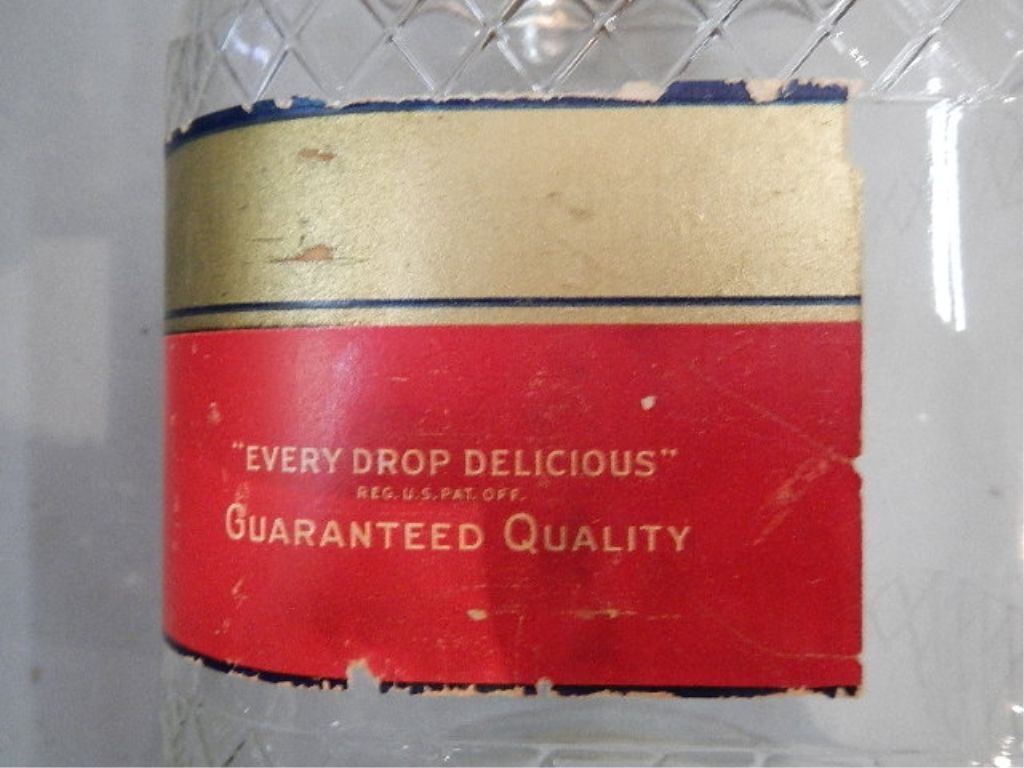 "EVERY DROP DELICIOUS"
REG. U.S. PAT. OFF.
GUARANTEED QUALITY